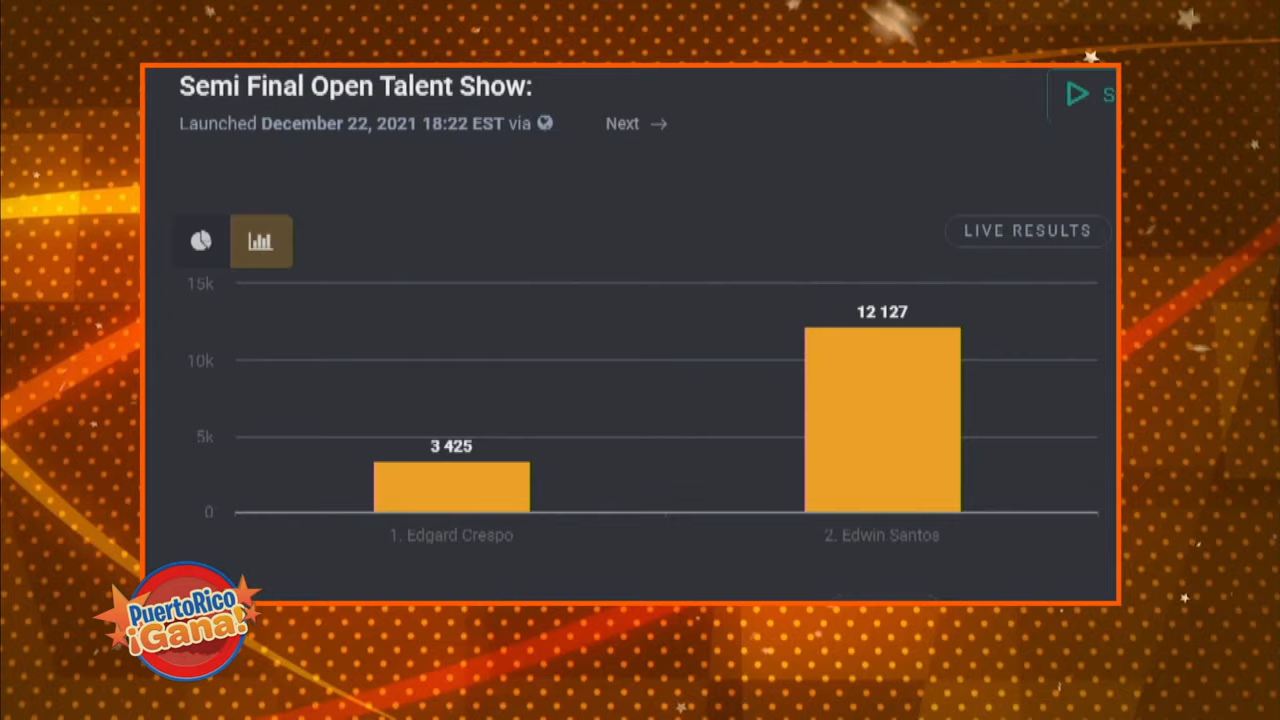 Semi Final Open Talent Show:
Launched December 22, 2021 18:22 EST via
Next →
S
LIVE RESULTS
15k
12 127
10k
5k
3 425
0
1. Edgard Crespo
2. Edwin Santos
PuertoRico
¡Gana!